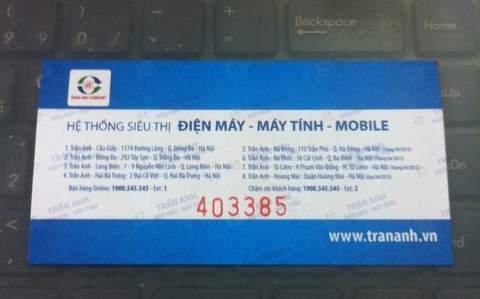 Backspace
TRAN ANH COMPANY
HỆ THỐNG SIÊU THỊ ĐIỆN MÁY - MÁY TÍNH - MOBILE
1. Trần Anh - Cầu Giấy : 1174 Đường Láng - Q. Đống Đa - Hà Nội
2. Trần Anh - Đống Đa : 292 Tây Sơn - Q. Đống Đa - Hà Nội
3. Trần Anh - Long Biên : 7 - 9 Nguyễn Văn Linh - Q. Long Biên - Hà Nội
4. Trần Anh - Hai Bà Trưng : 2 Đại Cồ Việt - Q. Hai Bà Trưng - Hà Nội
Bán hàng Online: 1900.545.545 - Ext: 1
5. Trần Anh - Hà Đông : 110 Trần Phú - Q. Hà Đông - Hà Nội
6. Trần Anh - Ba Đình : 36 Cát Linh - Q. Ba Đình - Hà Nội
7. Trần Anh - Từ Liêm : 9 Phạm Văn Đồng - H. Từ Liêm - Hà Nội
8. Trần Anh - Hoàng Mai : Quận Hoàng Mai - Hà Nội
Chăm sóc khách hàng: 1900.545.545 - Ext: 2
403385
www.trananh.vn